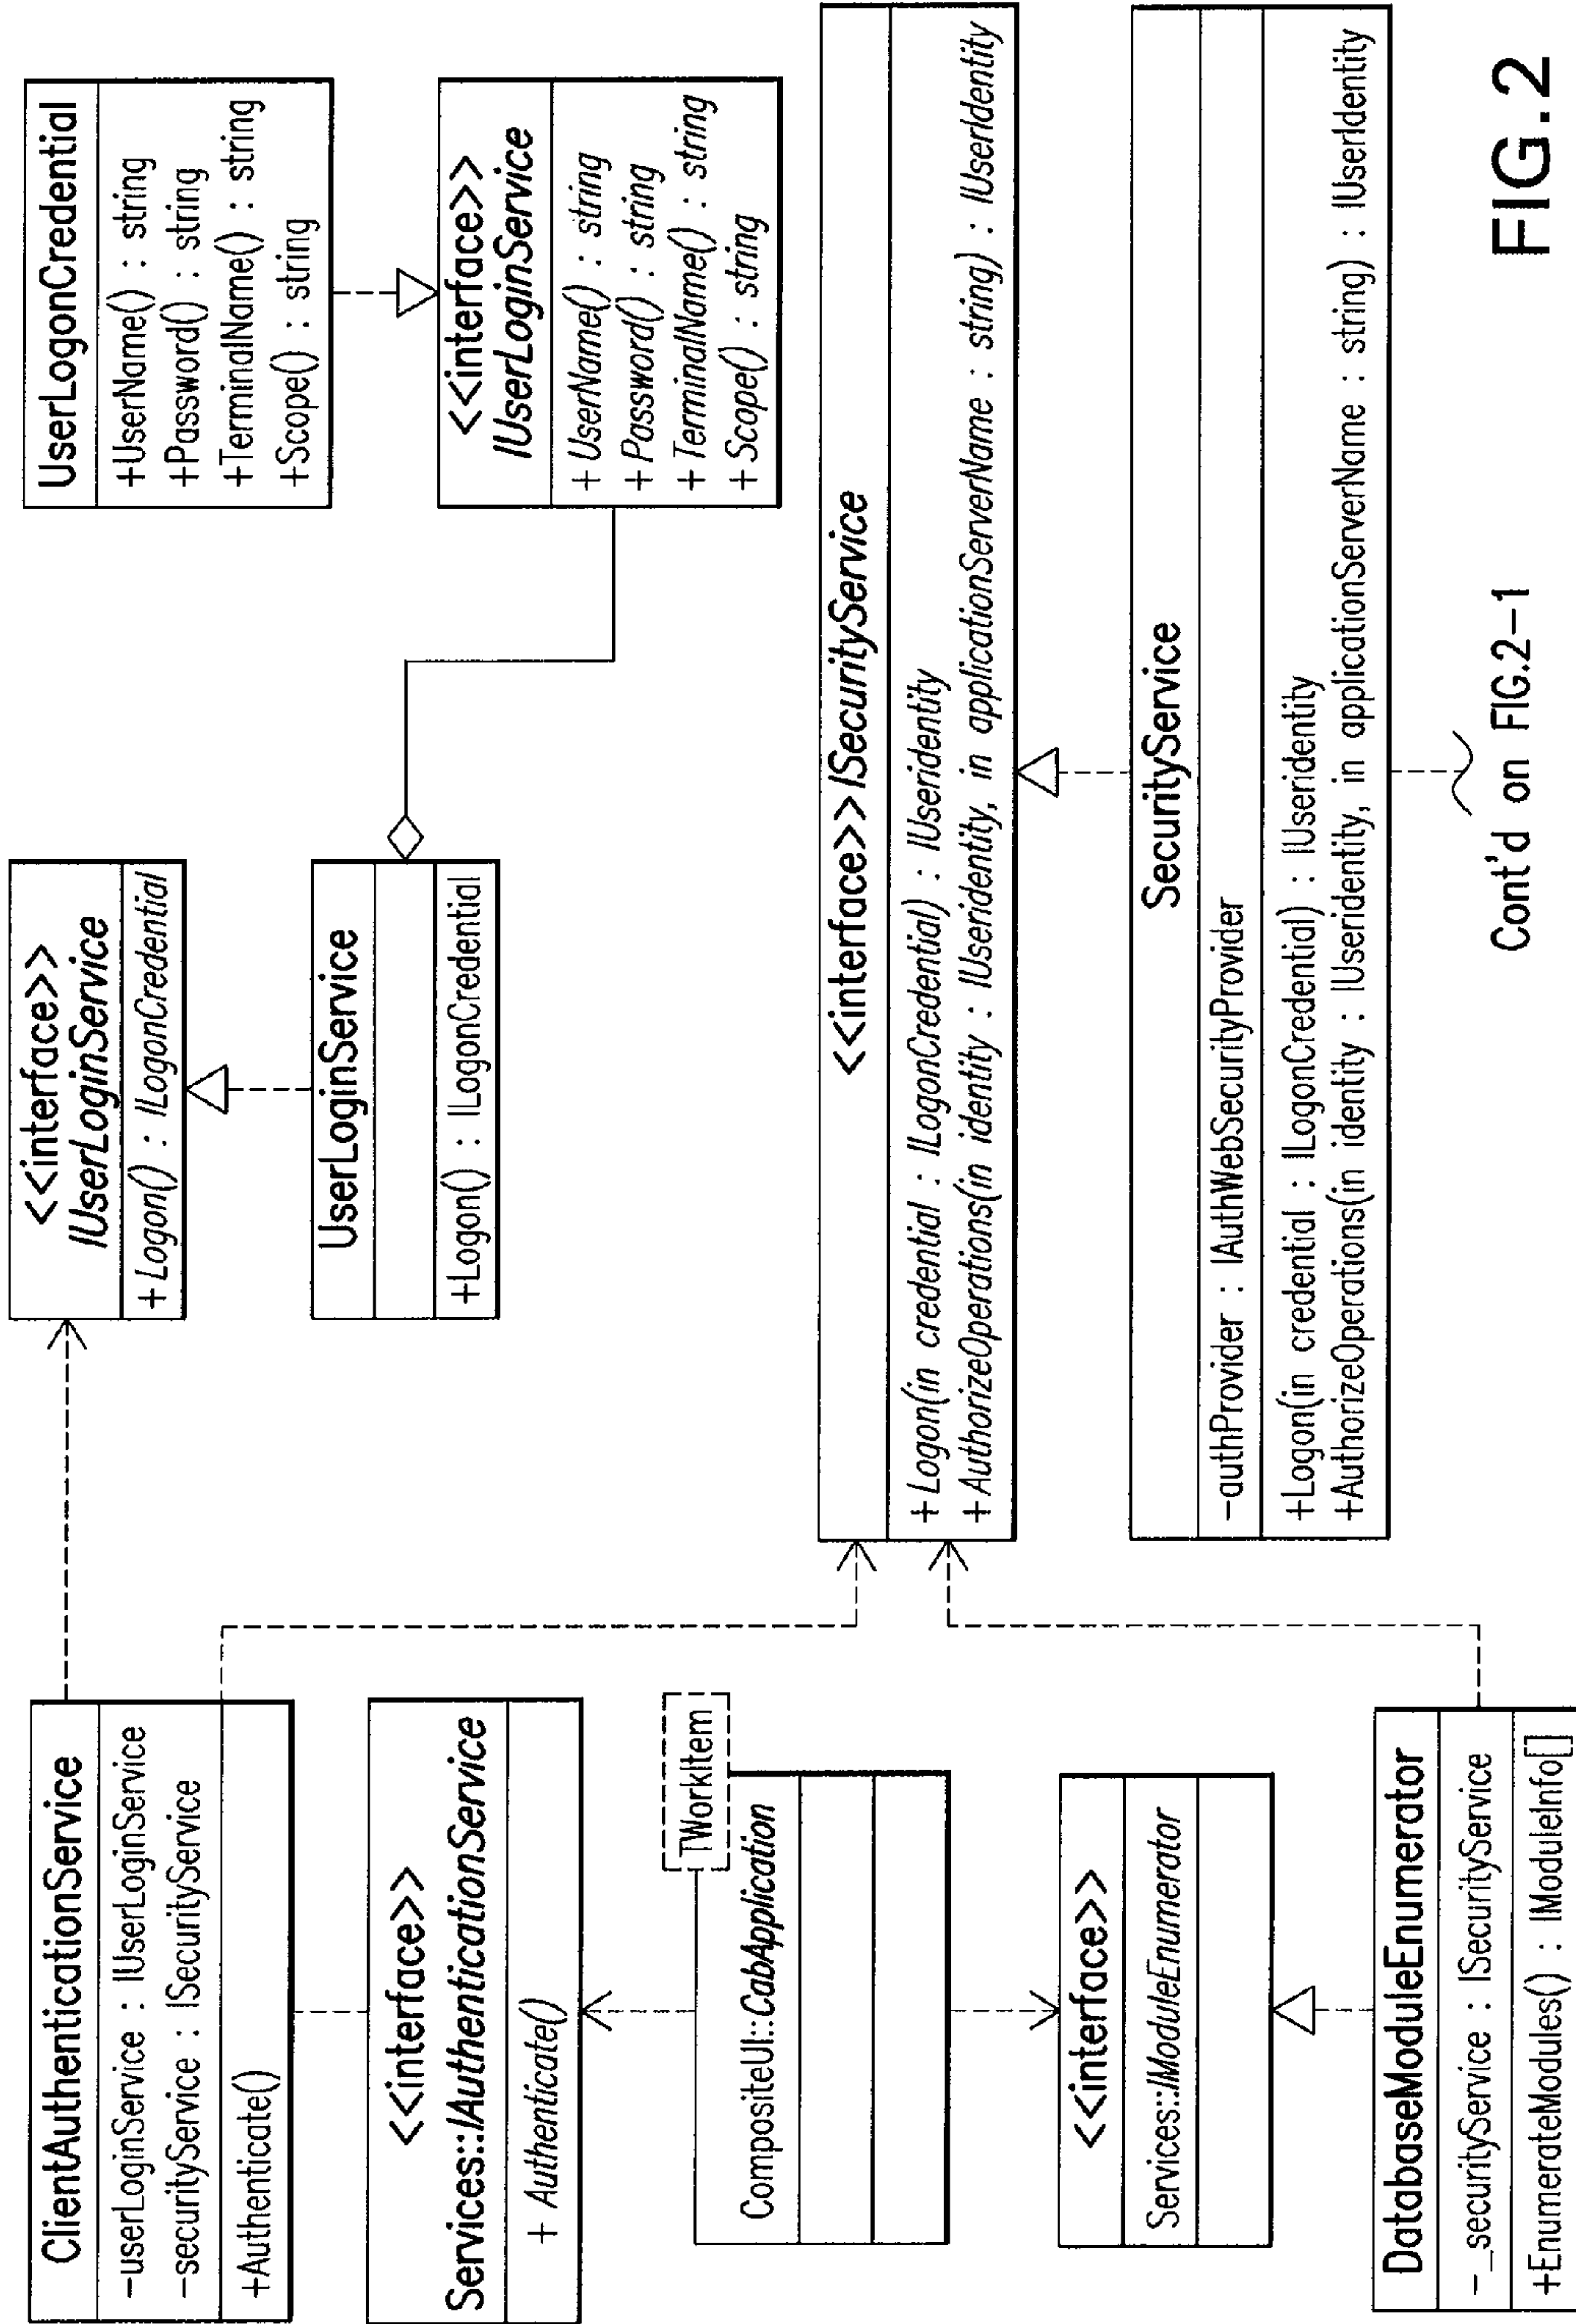 ClientAuthenticationService
-userLoginService : IUserLoginService
-securityService : ISecurityService
+Authenticate()
<<interface>>
Services::IAuthenticationService
+ Authenticate()
TWorkItem
CompositeUI::CabApplication
<<interface>>
Services::IModuleEnumerator
DatabaseModuleEnumerator
-_securityService : ISecurityService
+EnumerateModules() : IModuleInfo[]
<<interface>>
IUserLoginService
+ Logon() : ILogonCredential
UserLoginService
+Logon() : ILogonCredential
UserLogonCredential
+UserName() : string
+Password() : string
+TerminalName() : string
+Scope() : string
<<interface>>
IUserLoginService
+ UserName() : string
+ Password() : string
+ TerminalName() : string
+ Scope() : string
<<interface>>ISecurityService
+ Logon(in credential : ILogonCredential) : IUseridentity
+ AuthorizeOperations(in identity : IUseridentity, in applicationServerName : string) : IUserIdentity
SecurityService
-authProvider : IAuthWebSecurityProvider
+Logon(in credential : ILogonCredential) : IUseridentity
+AuthorizeOperations(in identity : IUseridentity, in applicationServerName : string) : IUserIdentity
Cont'd on FIG.2-1
FIG.2